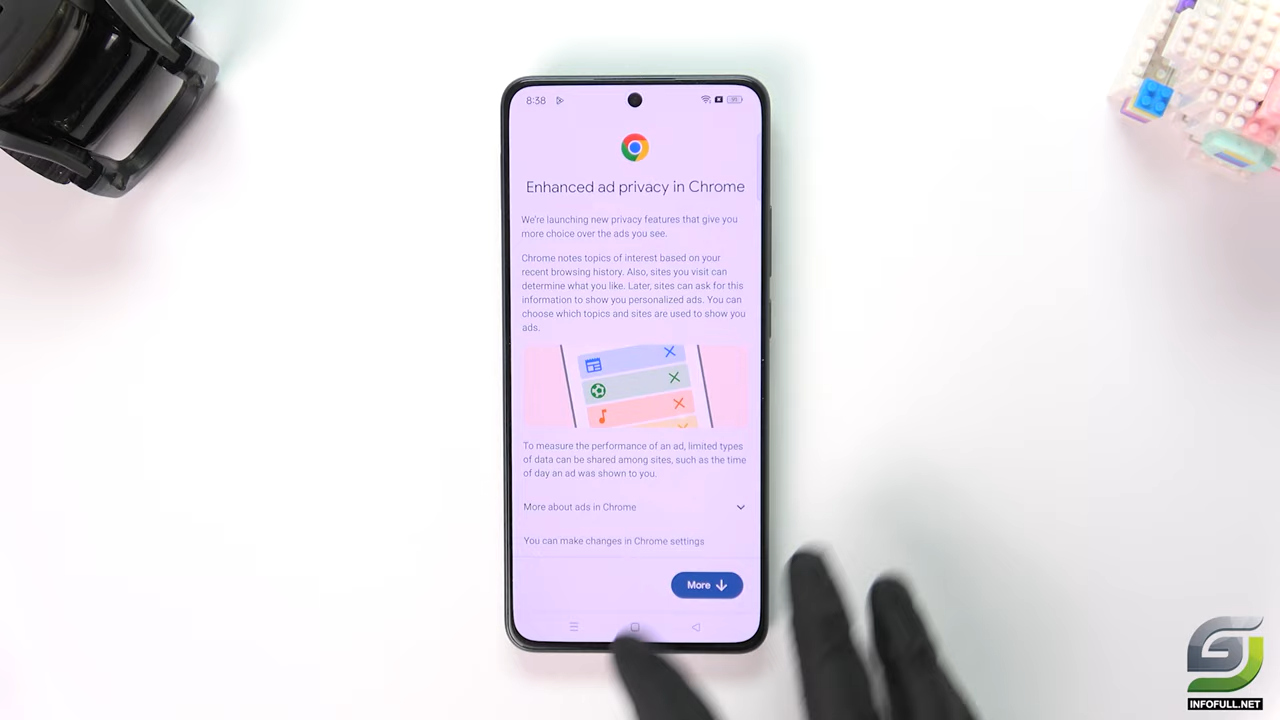 8:38
95
Enhanced ad privacy in Chrome
We're launching new privacy features that give you
more choice over the ads you see.
Chrome notes topics of interest based on your
recent browsing history. Also, sites you visit can
determine what you like. Later, sites can ask for this
information to show you personalized ads. You can
choose which topics and sites are used to show you
ads.
To measure the performance of an ad, limited types
of data can be shared among sites, such as the time
of day an ad was shown to you.
More about ads in Chrome
You can make changes in Chrome settings
More
INFOFULL.NET